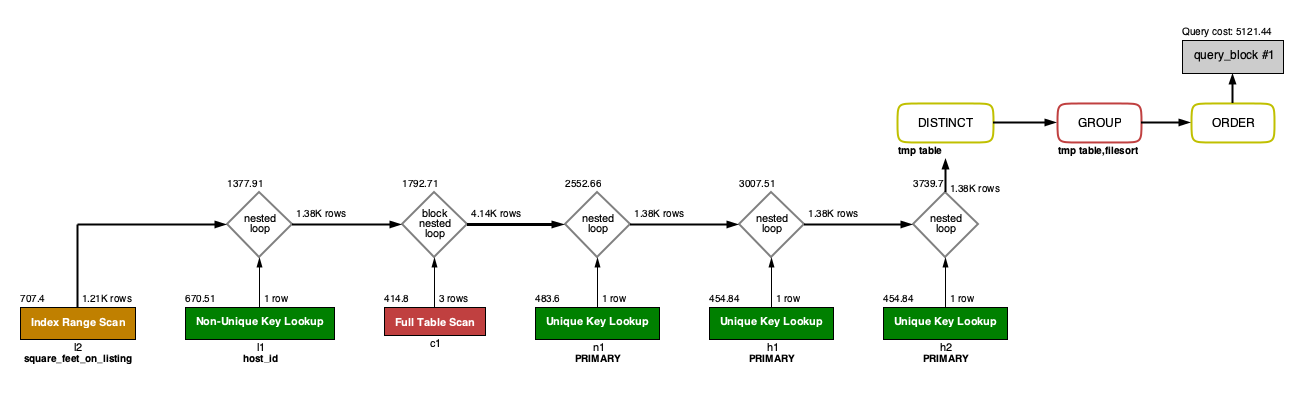 Query cost: 5121.44
query_block #1
DISTINCT
GROUP
ORDER
tmp table
tmp table,filesort
1377.91
1792.71
2552.66
3007.51
3739.7
1.38K rows
nested
loop
1.38K rows
block
nested
loop
4.14K rows
nested
loop
1.38K rows
nested
loop
1.38K rows
nested
loop
707.4
1.21K rows
670.51
1 row
414.8
3 rows
483.6
1 row
454.84
1 row
454.84
1 row
Index Range Scan
Non-Unique Key Lookup
Full Table Scan
Unique Key Lookup
Unique Key Lookup
Unique Key Lookup
l2
l1
c1
n1
h1
h2
square_feet_on_listing
host_id
PRIMARY
PRIMARY
PRIMARY